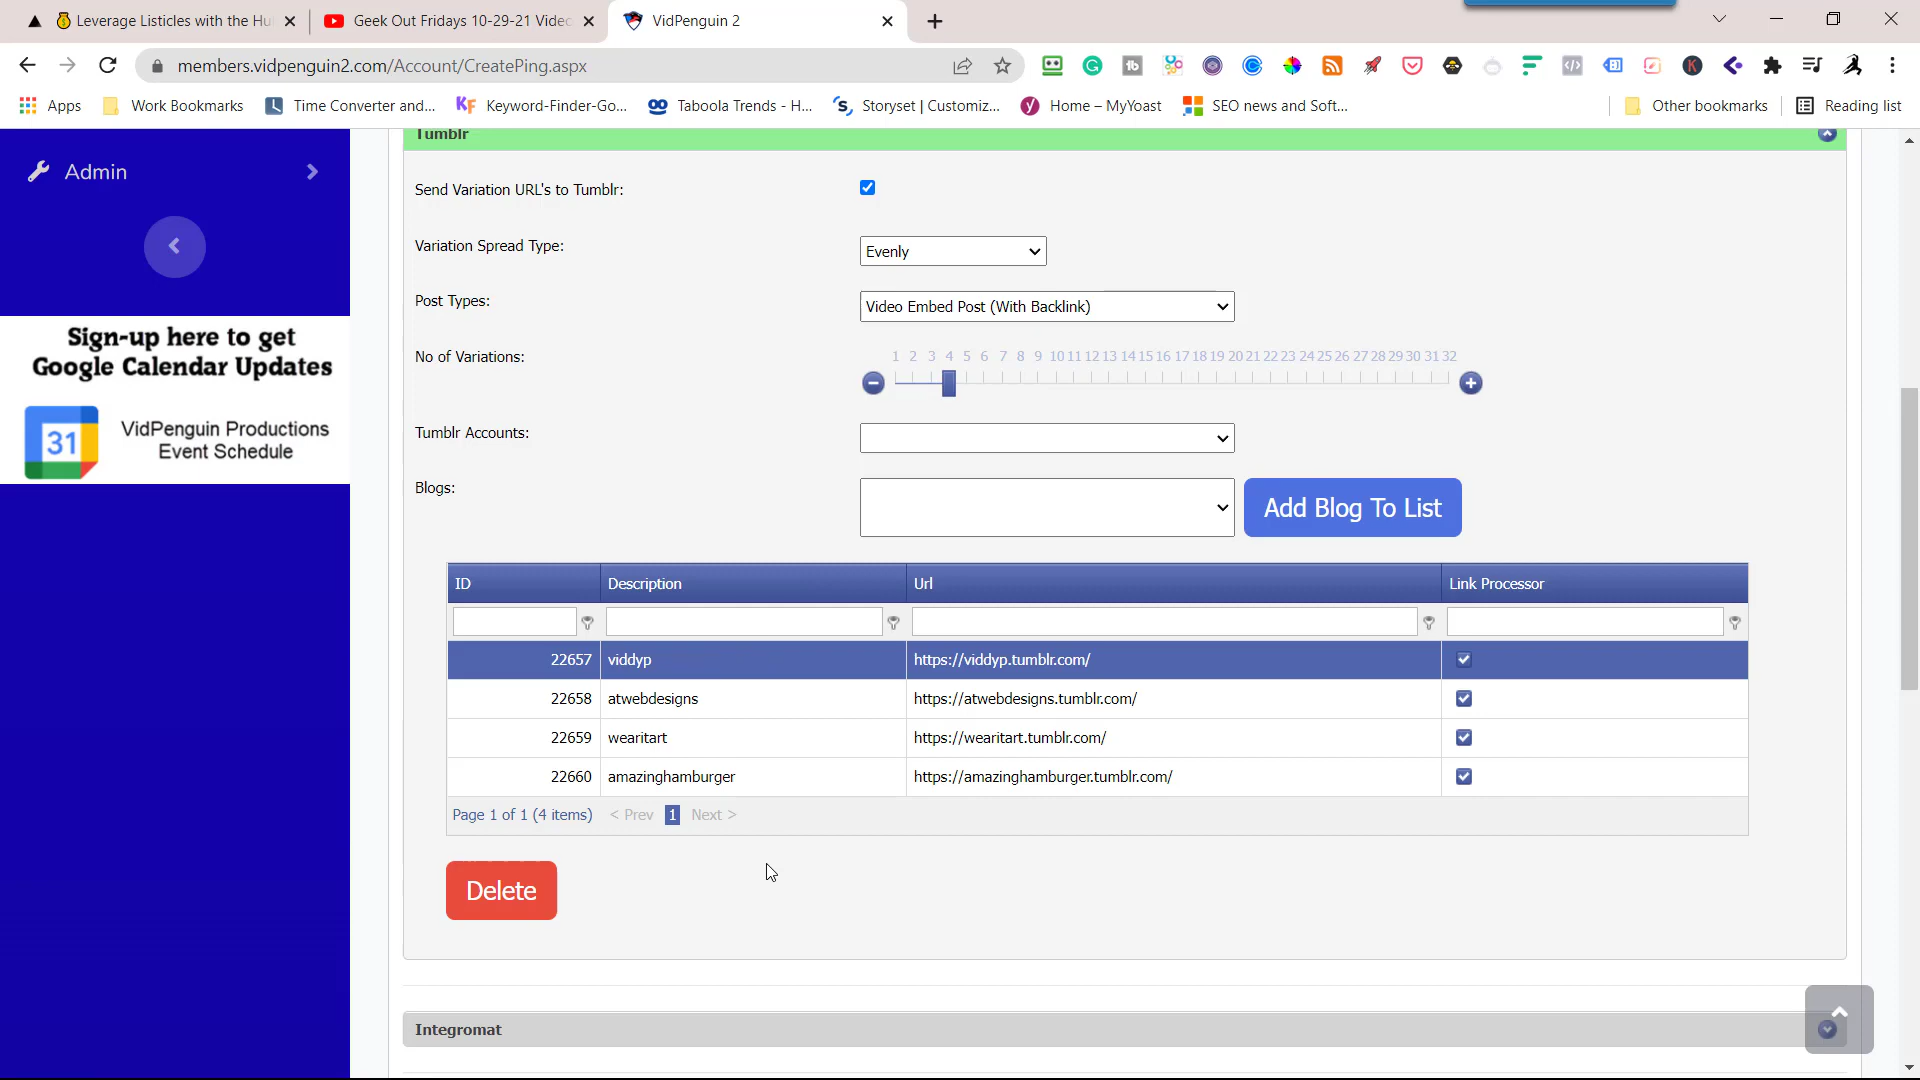 Leverage Listicles with the Hu
Geek Out Fridays 10-29-21 Vide
VidPenguin 2
members.vidpenguin2.com/Account/CreatePing.aspx
Apps
Work Bookmarks
Time Converter and...
Keyword-Finder-Go...
Taboola Trends - H...
Storyset | Customiz...
Home – MyYoast
SEO news and Soft...
Other bookmarks
Reading list
Admin
Sign-up here to get
Google Calendar Updates
31
VidPenguin Productions
Event Schedule
Tumblr
Send Variation URL's to Tumblr:
Variation Spread Type:
Evenly
Post Types:
Video Embed Post (With Backlink)
No of Variations:
1 2 3 4 5 6 7 8 9 10 11 12 13 14 15 16 17 18 19 20 21 22 23 24 25 26 27 28 29 30 31 32
Tumblr Accounts:
Blogs:
Add Blog To List
ID Description Url Link Processor
22657 viddyp https://viddyp.tumblr.com/
22658 atwebdesigns https://atwebdesigns.tumblr.com/
22659 wearitart https://wearitart.tumblr.com/
22660 amazinghamburger https://amazinghamburger.tumblr.com/
Page 1 of 1 (4 items) < Prev 1 Next >
Delete
Integromat